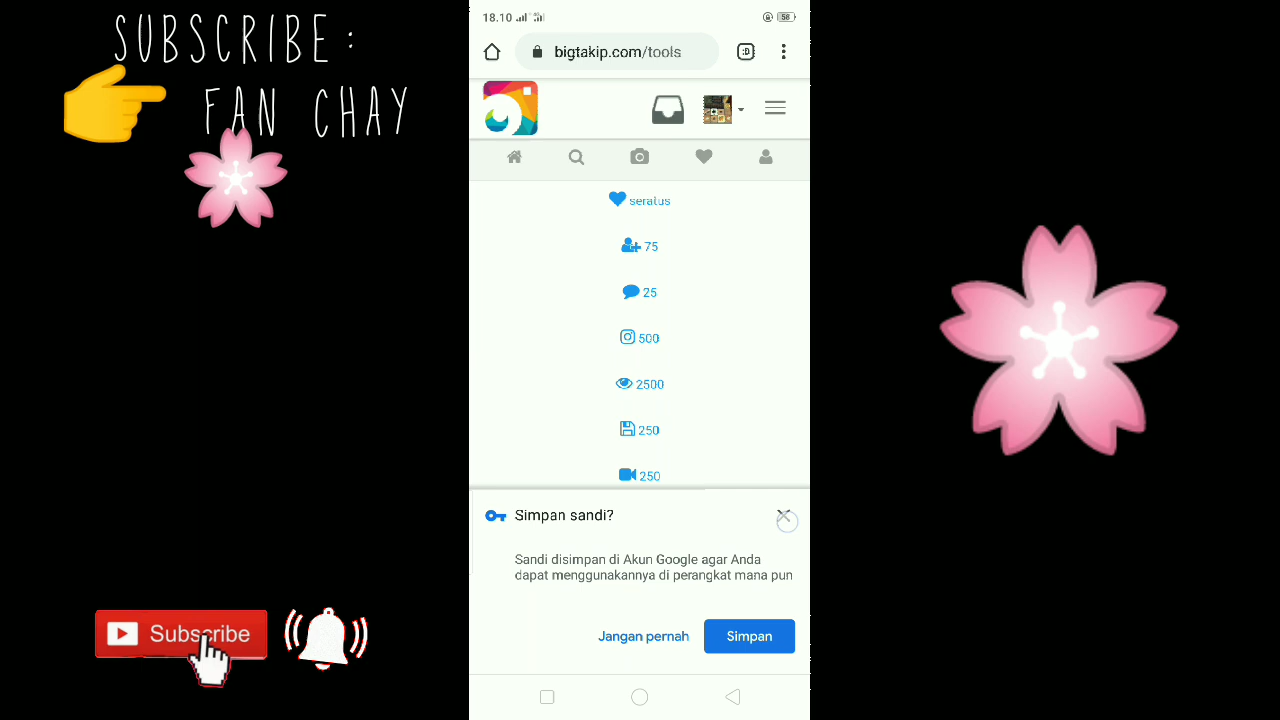 SUBSCRIBE:
FAN CHAY
Subscribe
18.10
58
bigtakip.com/tools
:D
seratus
75
25
500
2500
250
250
Simpan sandi?
Sandi disimpan di Akun Google agar Anda
dapat menggunakannya di perangkat mana pun
Jangan pernah
Simpan